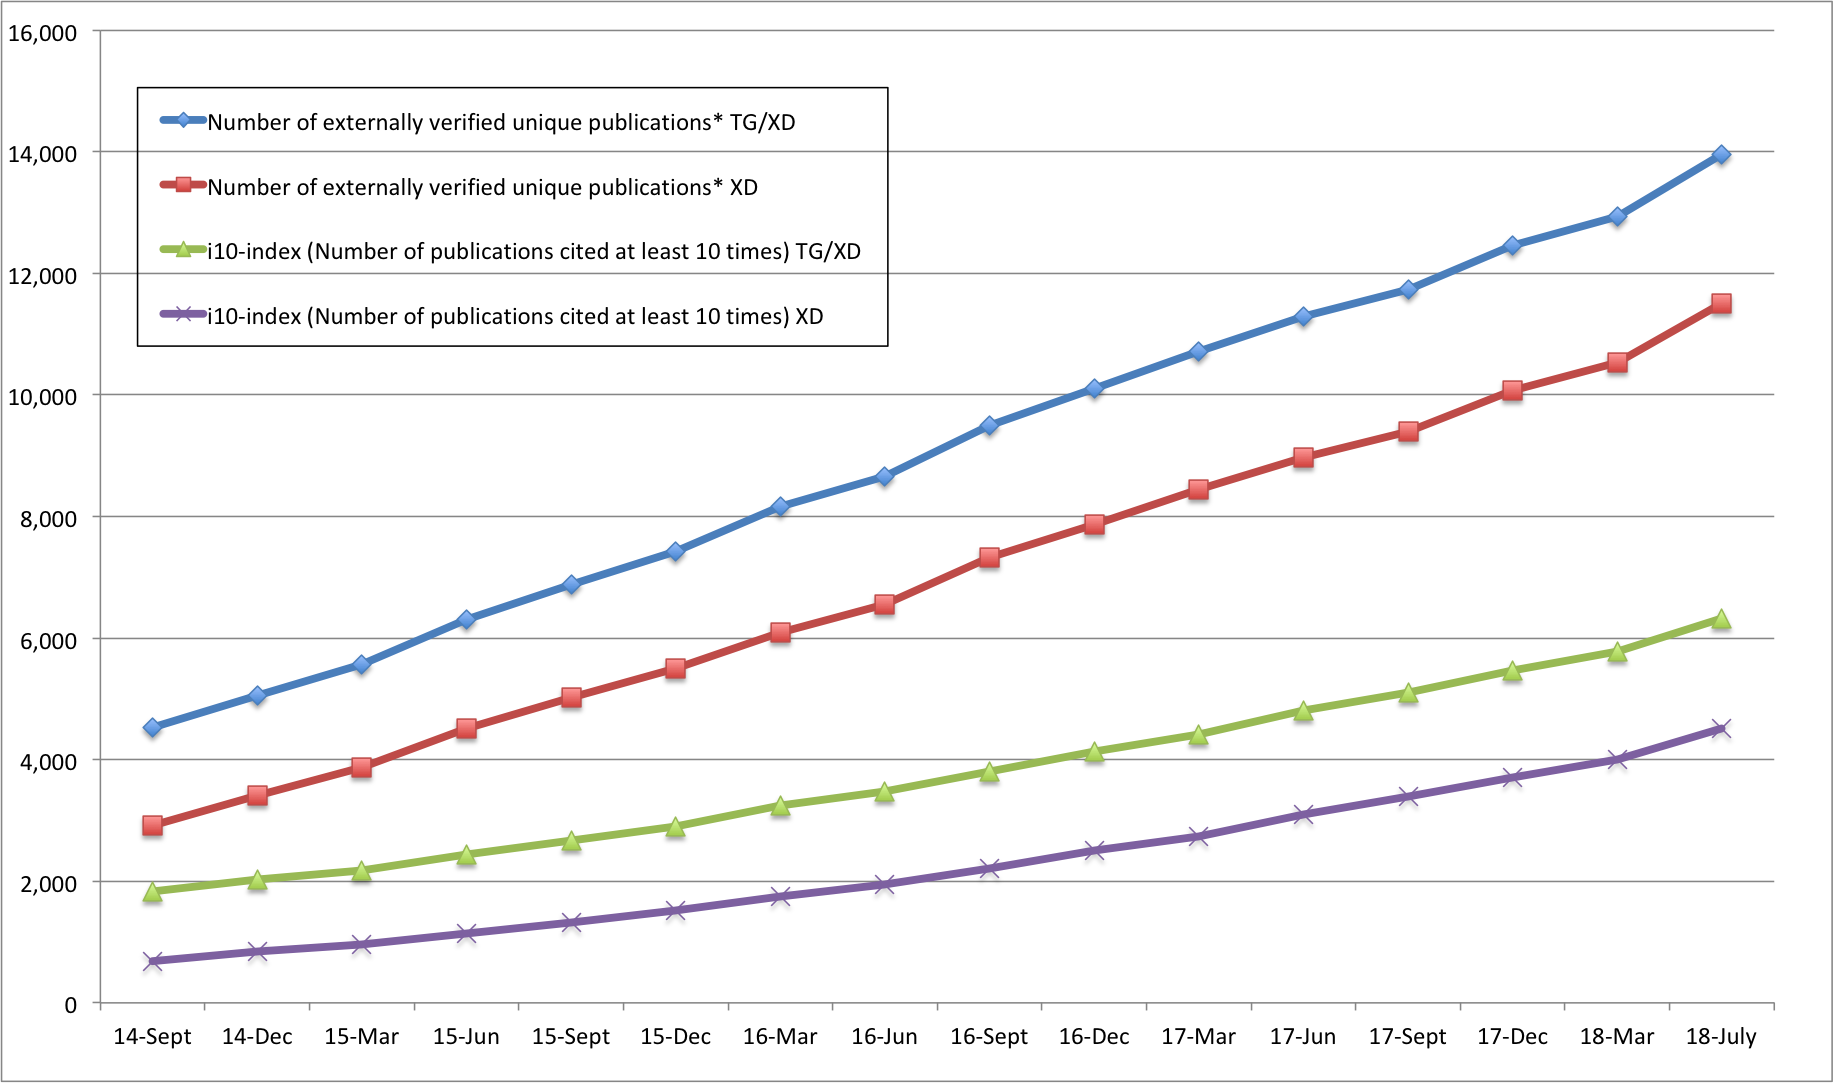 16,000
14,000
12,000
10,000
8,000
6,000
4,000
2,000
0
Number of externally verified unique publications* TG/XD
Number of externally verified unique publications* XD
i10-index (Number of publications cited at least 10 times) TG/XD
i10-index (Number of publications cited at least 10 times) XD
14-Sept 14-Dec 15-Mar 15-Jun 15-Sept 15-Dec 16-Mar 16-Jun 16-Sept 16-Dec 17-Mar 17-Jun 17-Sept 17-Dec 18-Mar 18-July